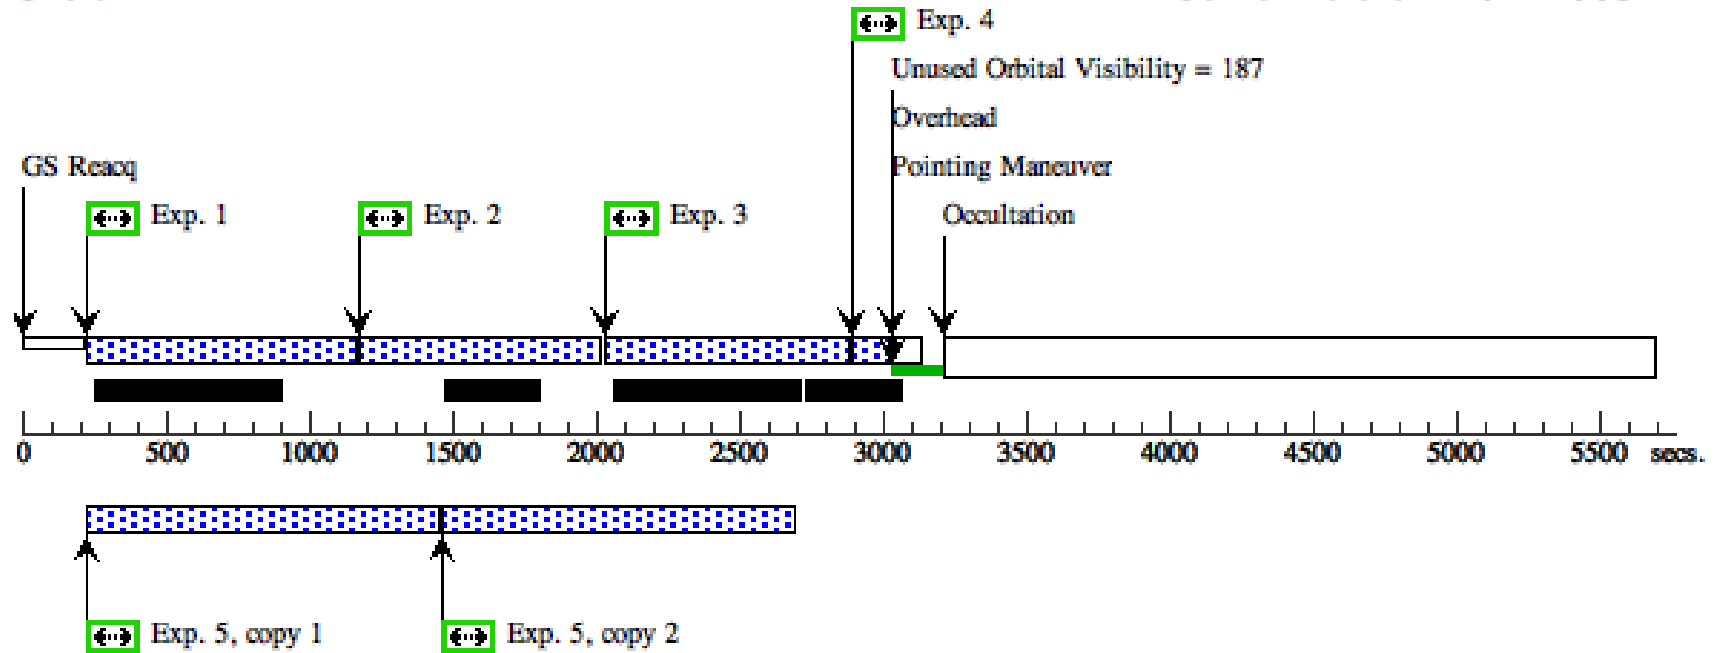 Exp. 4
Unused Orbital Visibility = 187
Overhead
GS Reacq
Pointing Maneuver
Exp. 1
Exp. 2
Exp. 3
Occultation
0 500 1000 1500 2000 2500 3000 3500 4000 4500 5000 5500 secs.
Exp. 5, copy 1
Exp. 5, copy 2